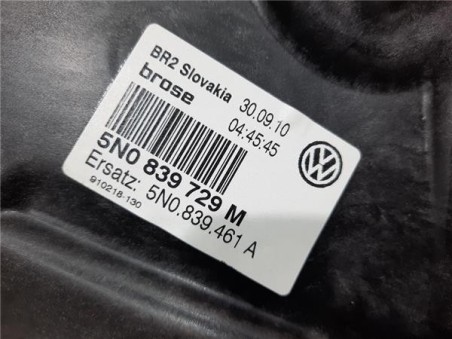 BR2 Slovakia 30.09.10
brose 04:45:45
5N0 839 729 M
Ersatz: 5N0.839.461 A
910218-130